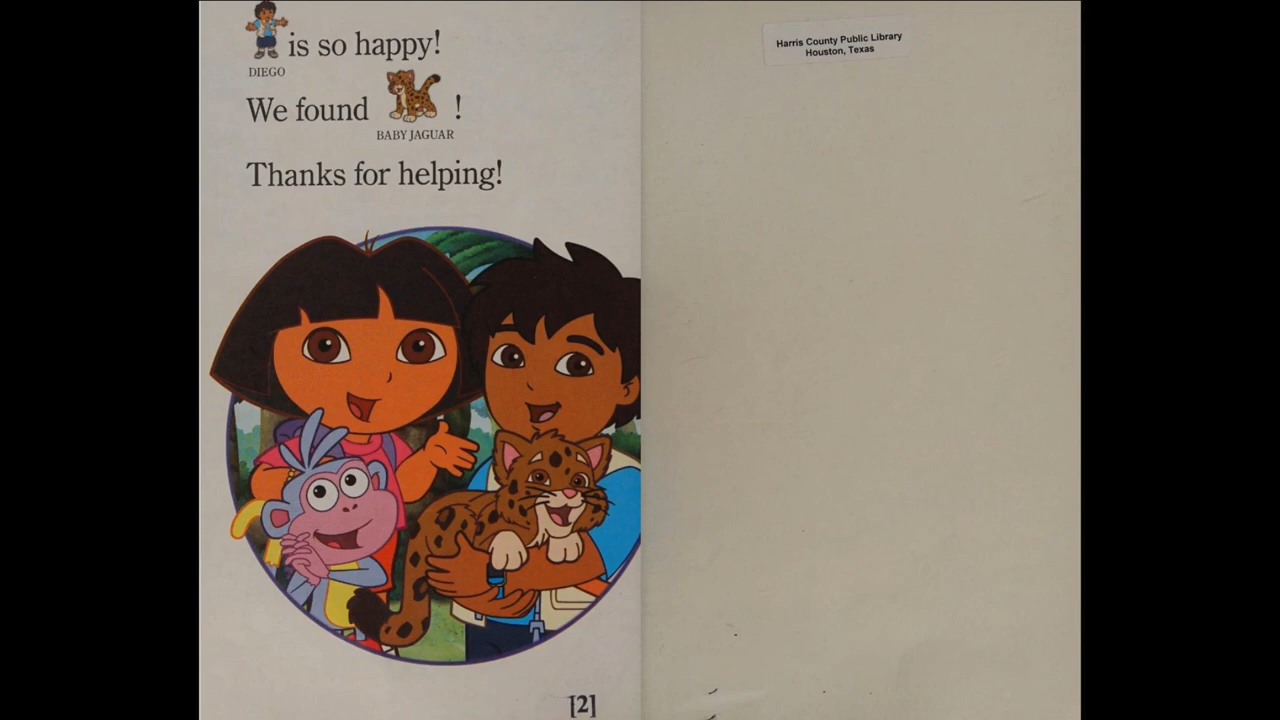 is so happy!
DIEGO
We found !
BABY JAGUAR
Thanks for helping!
[2]
Harris County Public Library
Houston, Texas